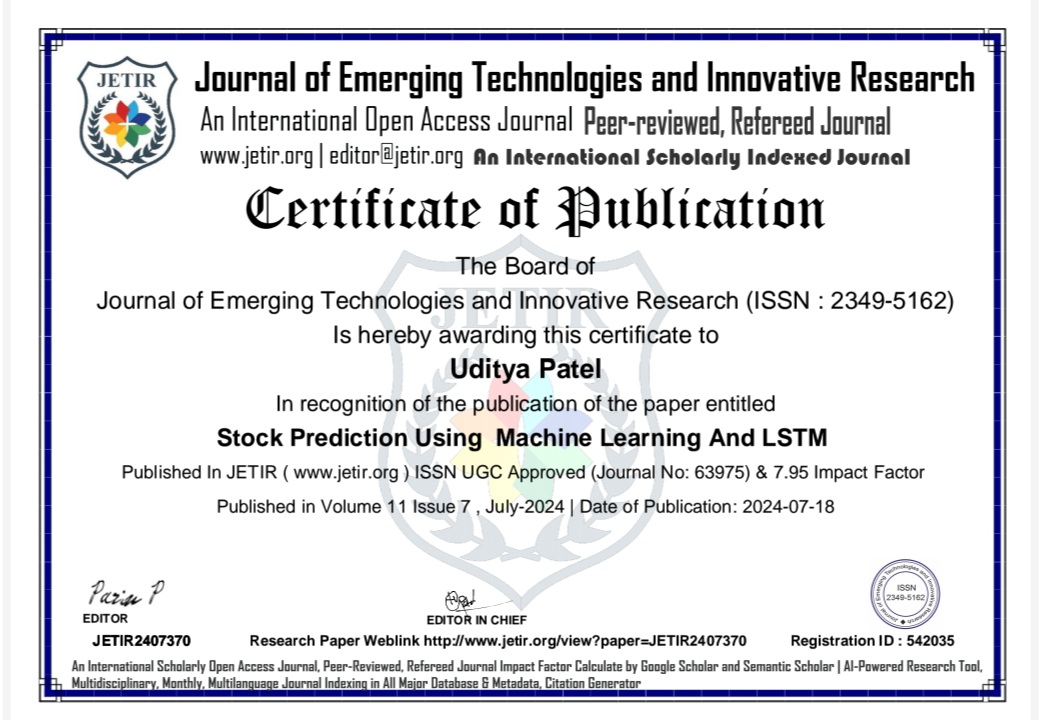 JETIR
Journal of Emerging Technologies and Innovative Research
An International Open Access Journal Peer-reviewed, Refereed Journal
www.jetir.org | editor@jetir.org An International Scholarly Indexed Journal
Certificate of Publication
The Board of
JETIR
Journal of Emerging Technologies and Innovative Research (ISSN : 2349-5162)
Is hereby awarding this certificate to
Uditya Patel
In recognition of the publication of the paper entitled
Stock Prediction Using Machine Learning And LSTM
Published In JETIR ( www.jetir.org ) ISSN UGC Approved (Journal No: 63975) & 7.95 Impact Factor
Published in Volume 11 Issue 7 , July-2024 | Date of Publication: 2024-07-18
EDITOR
EDITOR IN CHIEF
Journal of Emerging Technologies and Innovative Research
ISSN
2349-5162
JETIR2407370 Research Paper Weblink http://www.jetir.org/view?paper=JETIR2407370 Registration ID : 542035
An International Scholarly Open Access Journal, Peer-Reviewed, Refereed Journal Impact Factor Calculate by Google Scholar and Semantic Scholar | AI-Powered Research Tool,
Multidisciplinary, Monthly, Multilanguage Journal Indexing in All Major Database & Metadata, Citation Generator